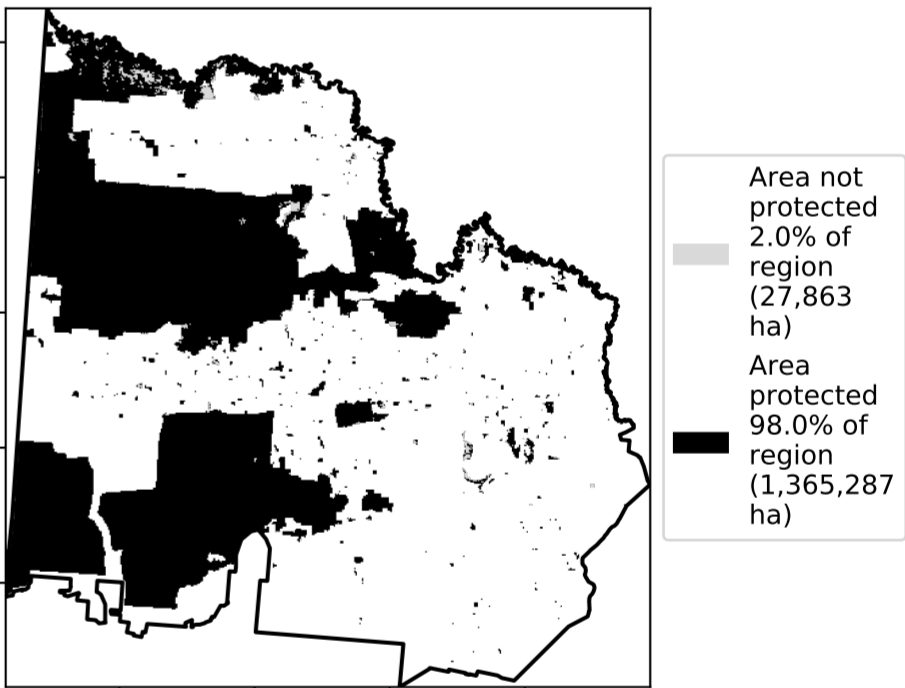 Area not
protected
2.0% of
region
(27,863
ha)
Area
protected
98.0% of
region
(1,365,287
ha)